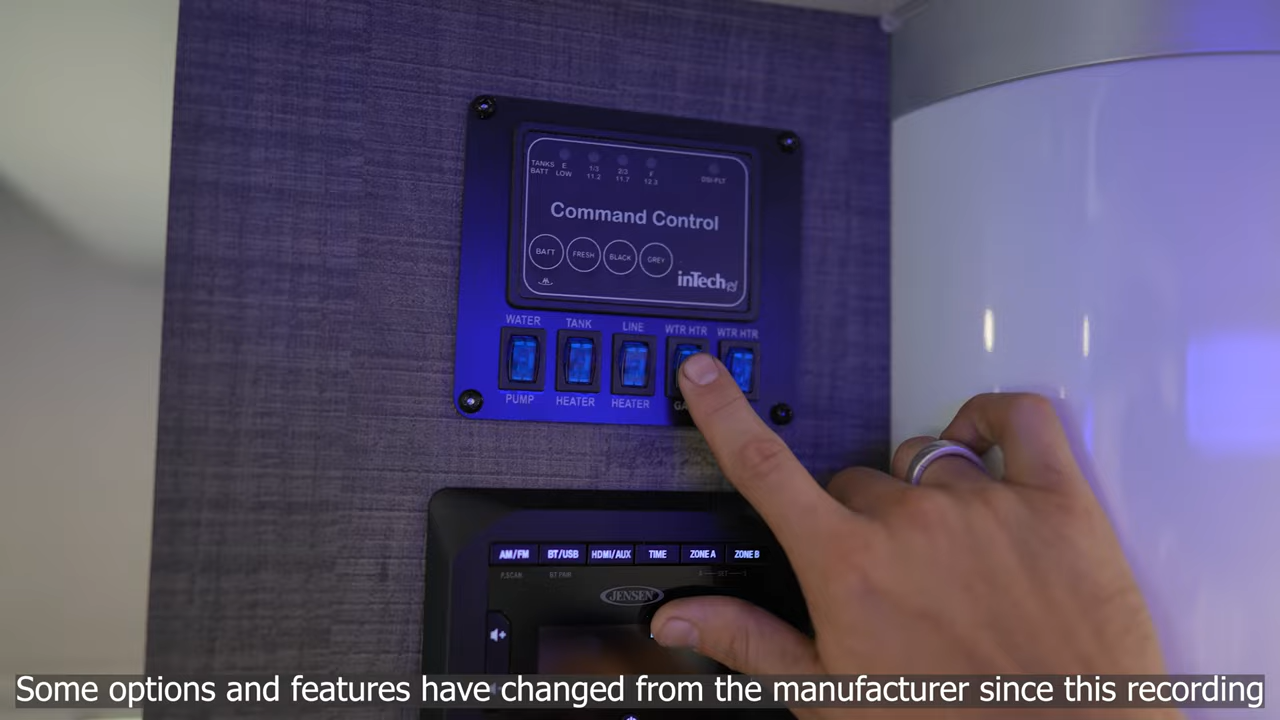 TANKS E 1/3 2/3 F
BATT LOW 11.2 11.7 12.3 DSI-FLT
Command Control
BATT FRESH BLACK GREY
inTech
WATER TANK LINE WTR HTR WTR HTR
PUMP HEATER HEATER
AM/FM BT/USB HDMI/AUX TIME ZONE A ZONE B
P.SCAN BT PAIR A SET B
JENSEN
Some options and features have changed from the manufacturer since this recording